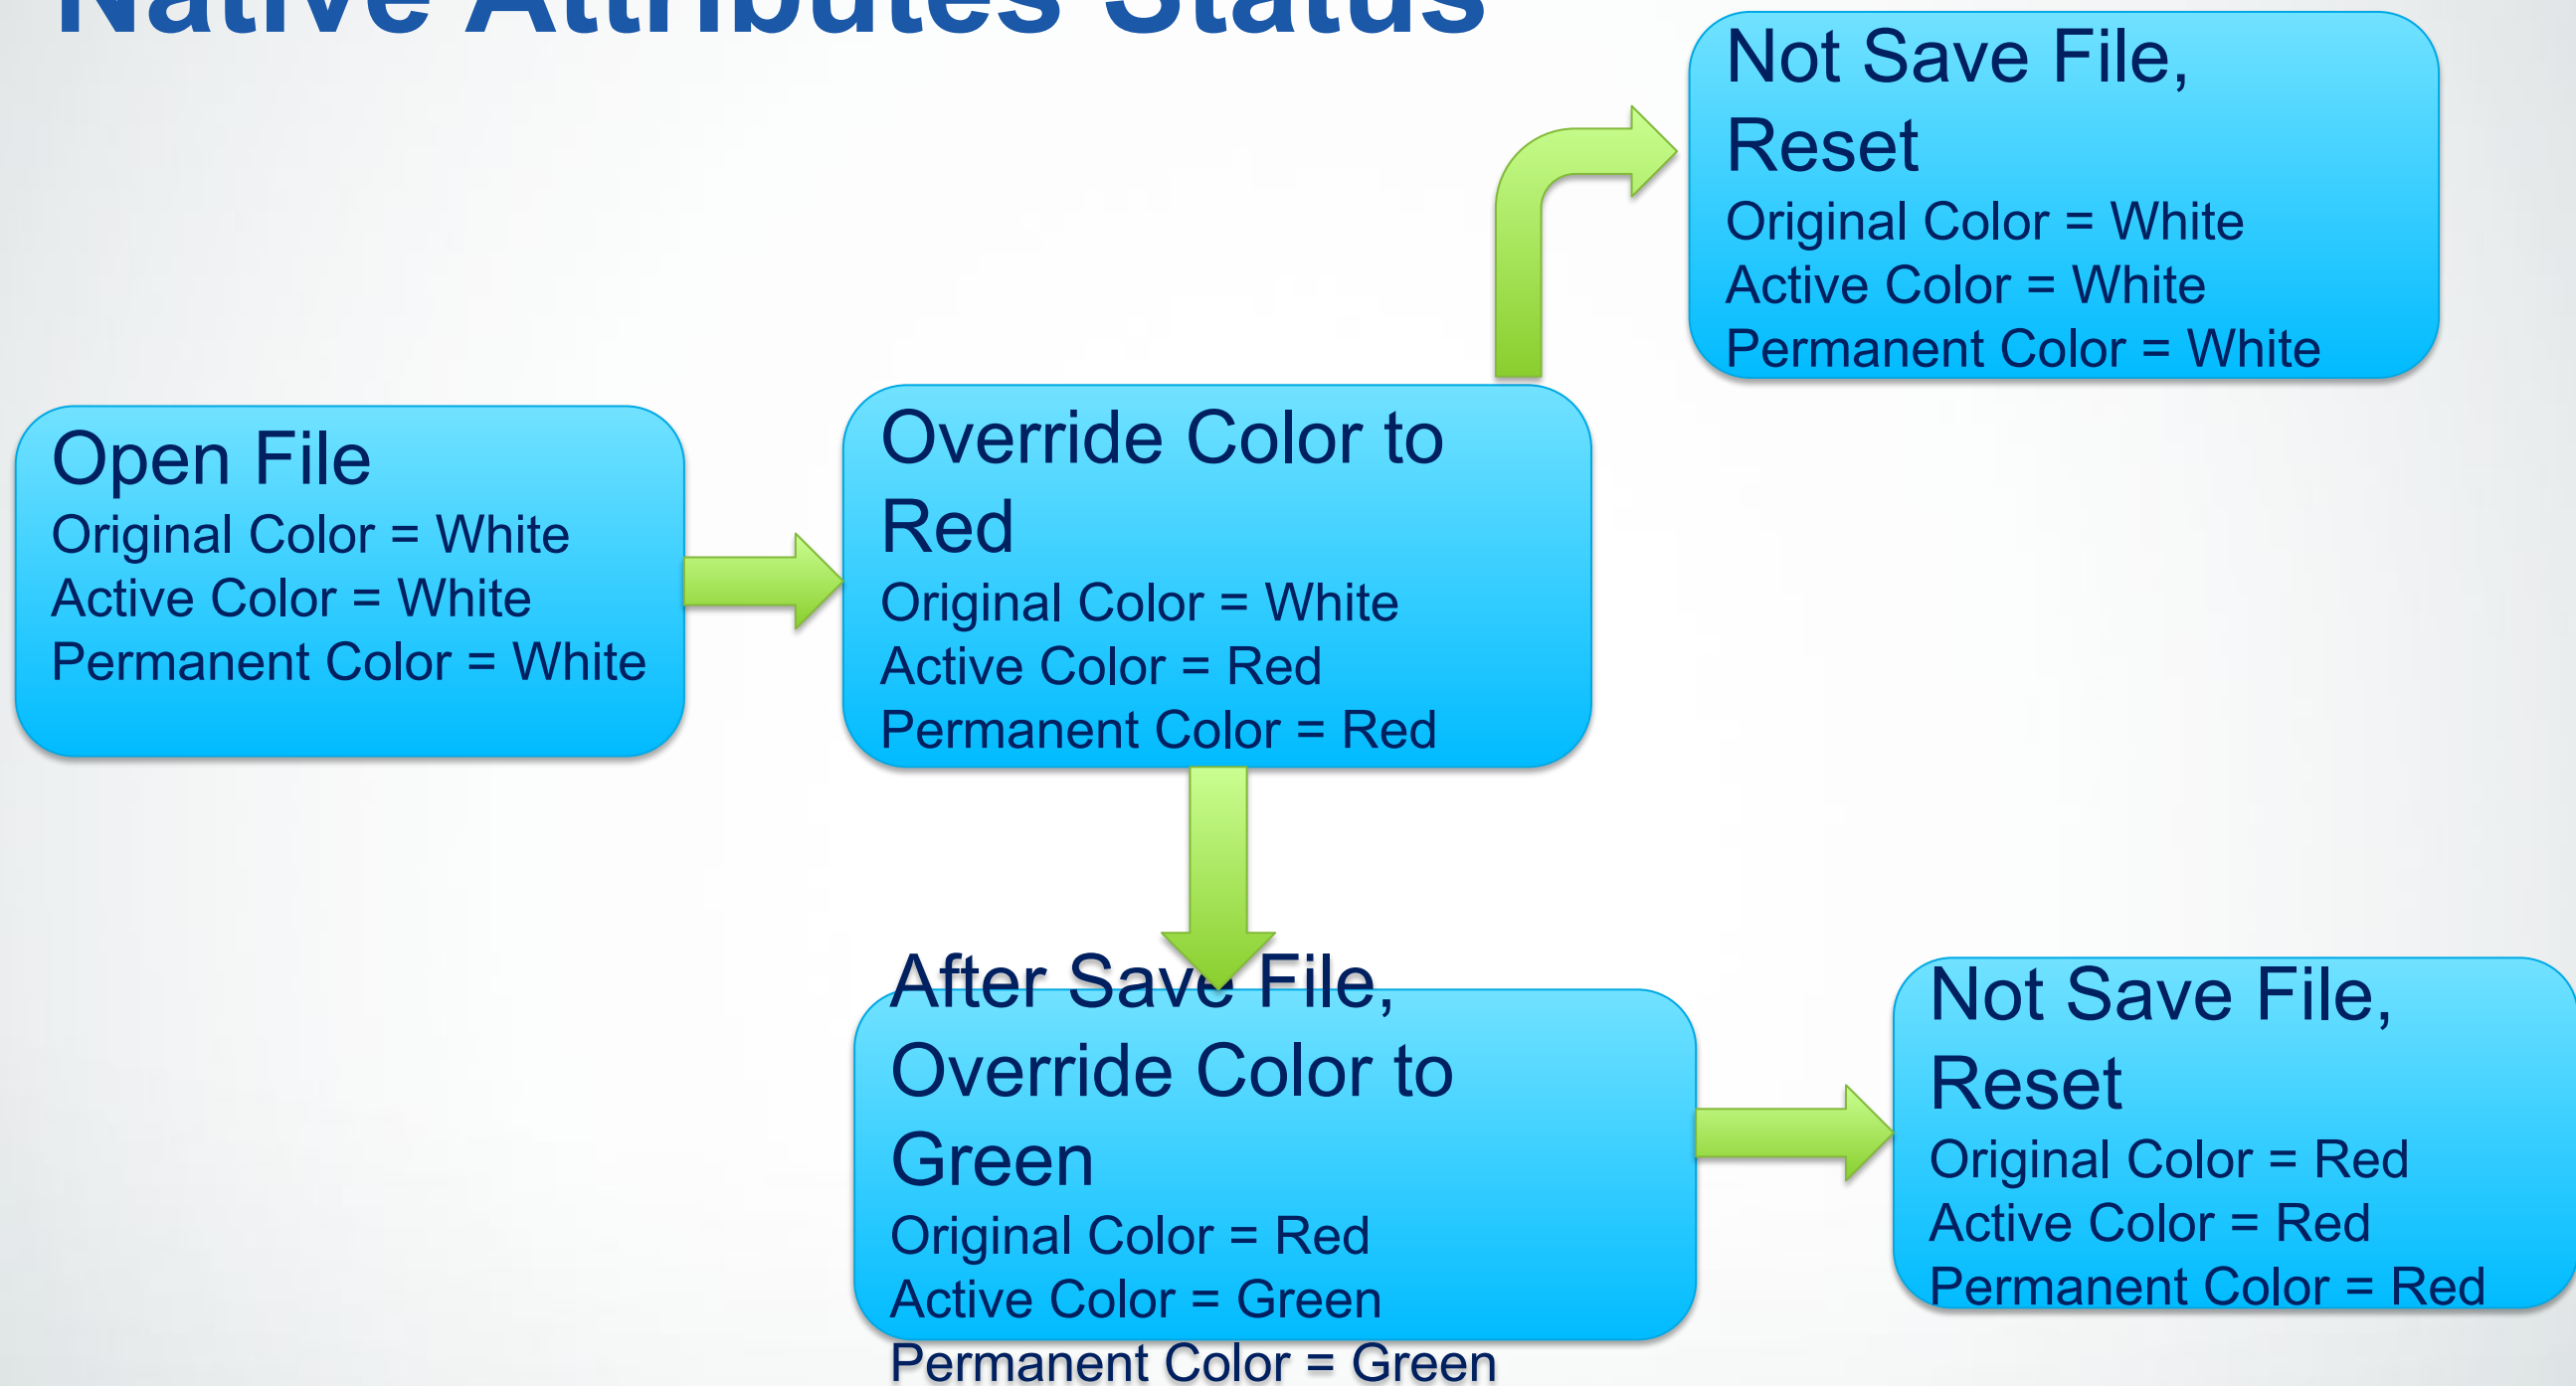 Native Attributes Status
Not Save File,
Reset
Original Color = White
Active Color = White
Permanent Color = White
Open File
Original Color = White
Active Color = White
Permanent Color = White
Override Color to
Red
Original Color = White
Active Color = Red
Permanent Color = Red
After Save File,
Override Color to
Green
Original Color = Red
Active Color = Green
Permanent Color = Green
Not Save File,
Reset
Original Color = Red
Active Color = Red
Permanent Color = Red